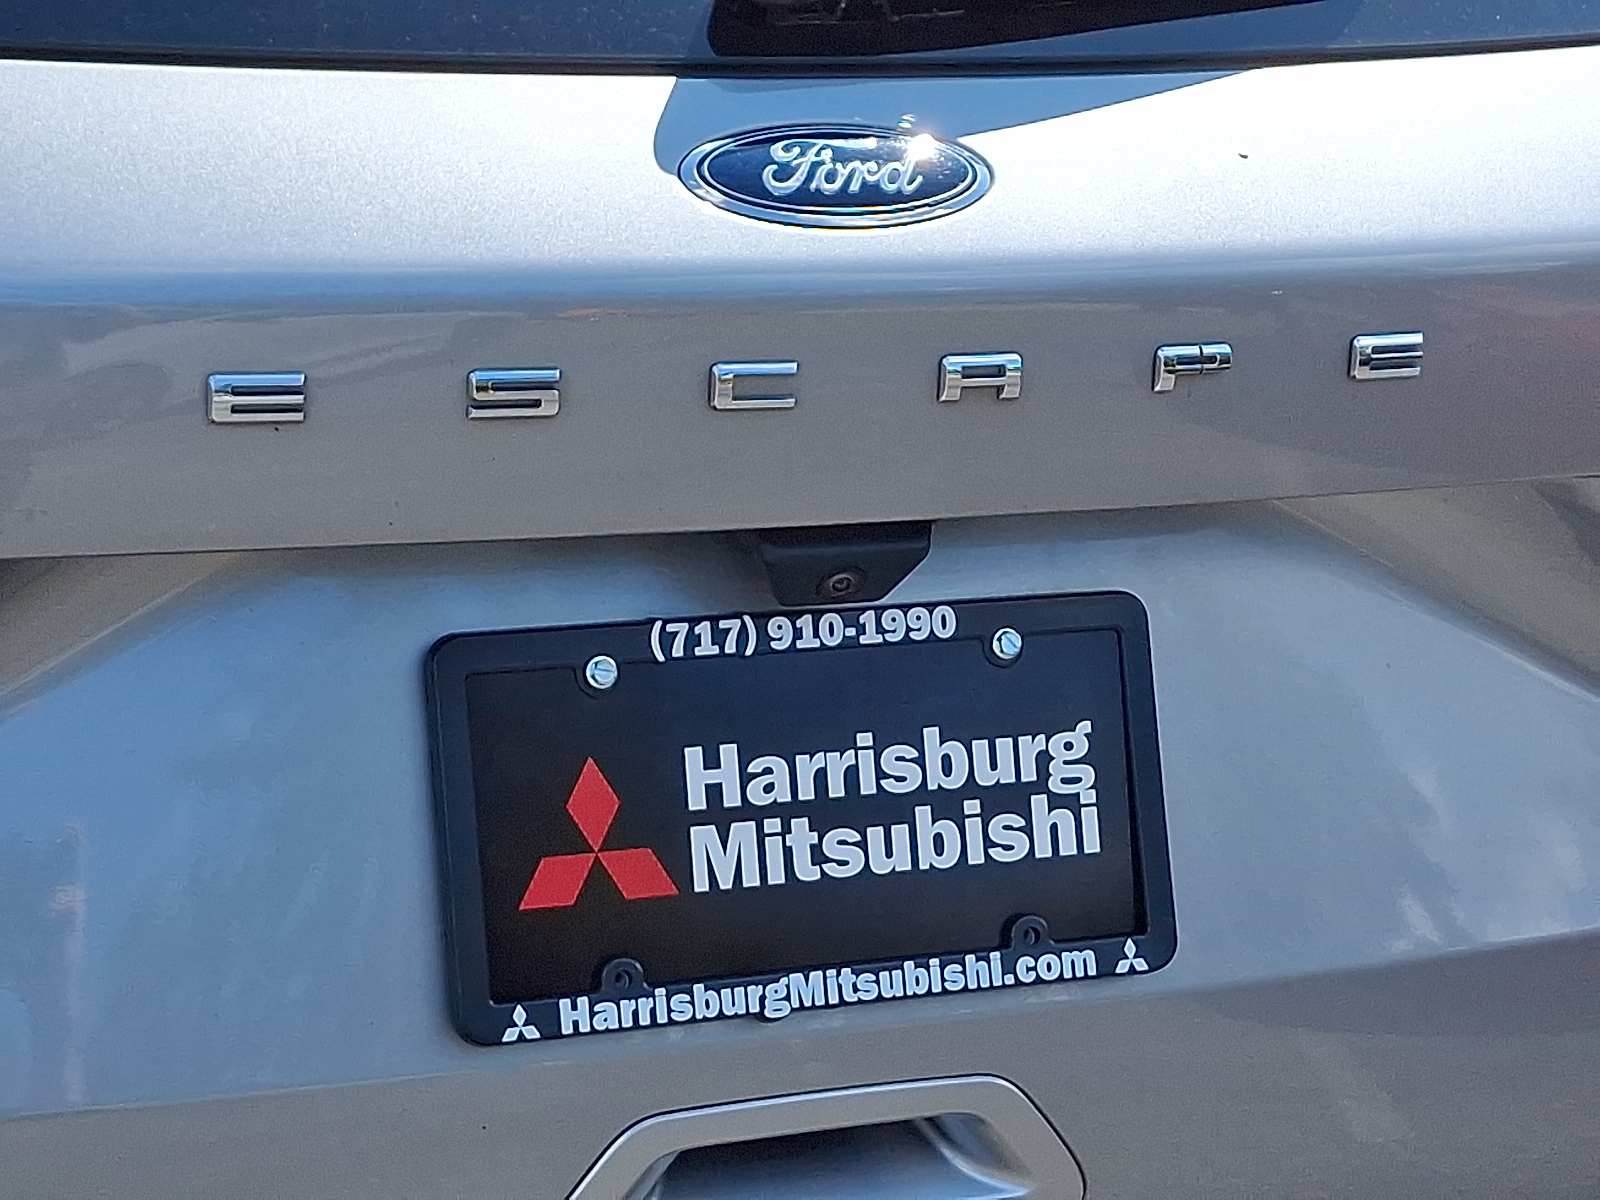 Ford
ESCAPE
(717) 910-1990
Harrisburg
Mitsubishi
HarrisburgMitsubishi.com